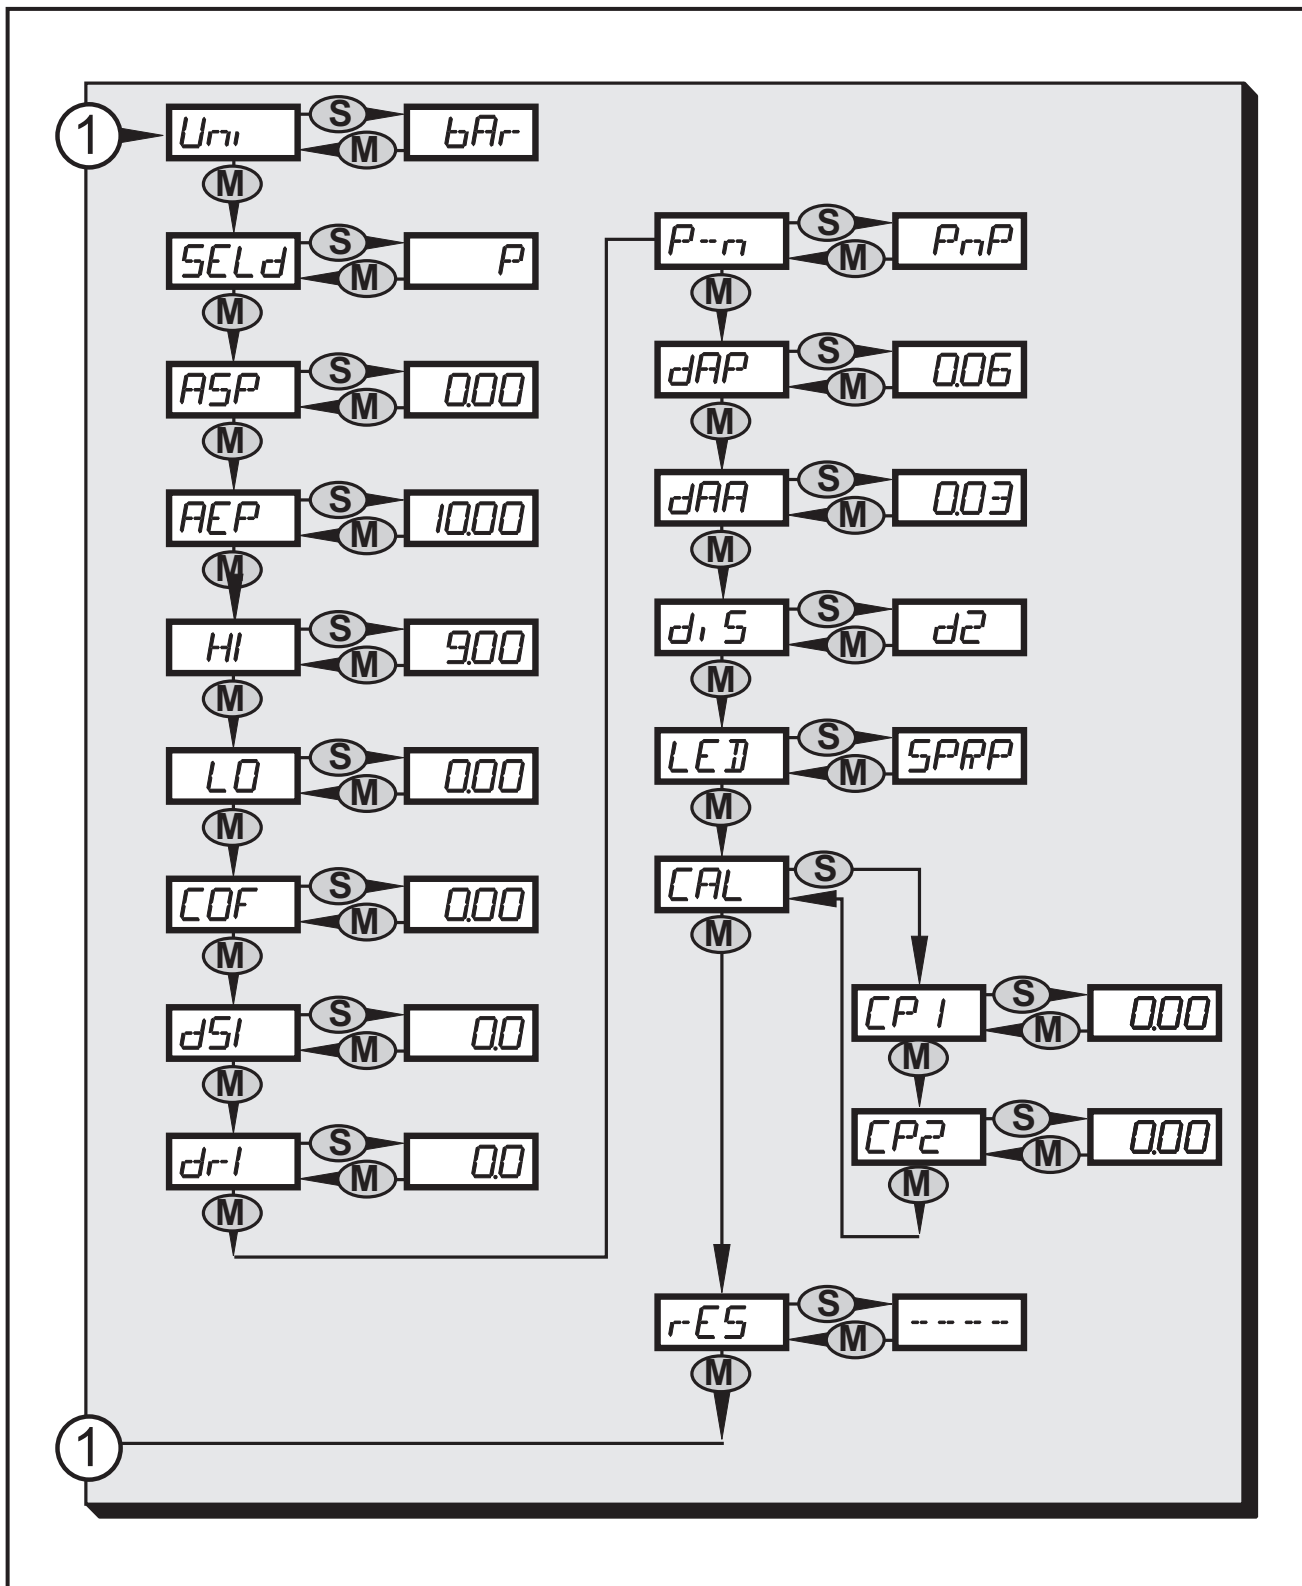 1
Uni S bAr
M
M
SELd S P
M
M
ASP S 0.00
M
M
AEP S 10.00
M
M
HI S 9.00
M
M
LO S 0.00
M
M
COF S 0.00
M
M
dS1 S 0.0
M
M
dr1 S 0.0
M
M
P-n S PnP
M
M
dAP S 0.06
M
M
dAA S 0.03
M
M
diS S d2
M
M
LED S SPRP
M
M
CAL S
M
CP1 S 0.00
M
M
CP2 S 0.00
M
M
rES S ----
M
M
1